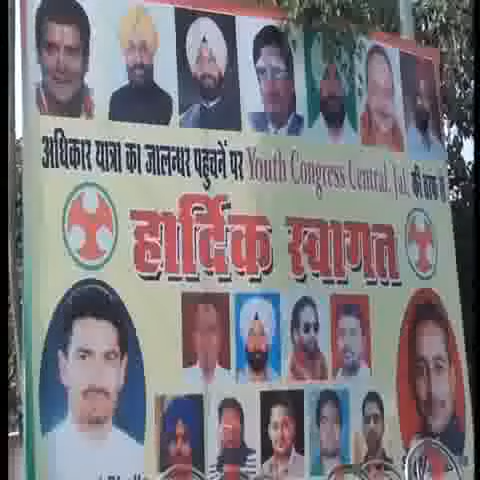 अधिकार यात्रा का जालन्धर पहुचनें पर Youth Congress Central Jal. की तरफ से
हार्दिक स्वागत